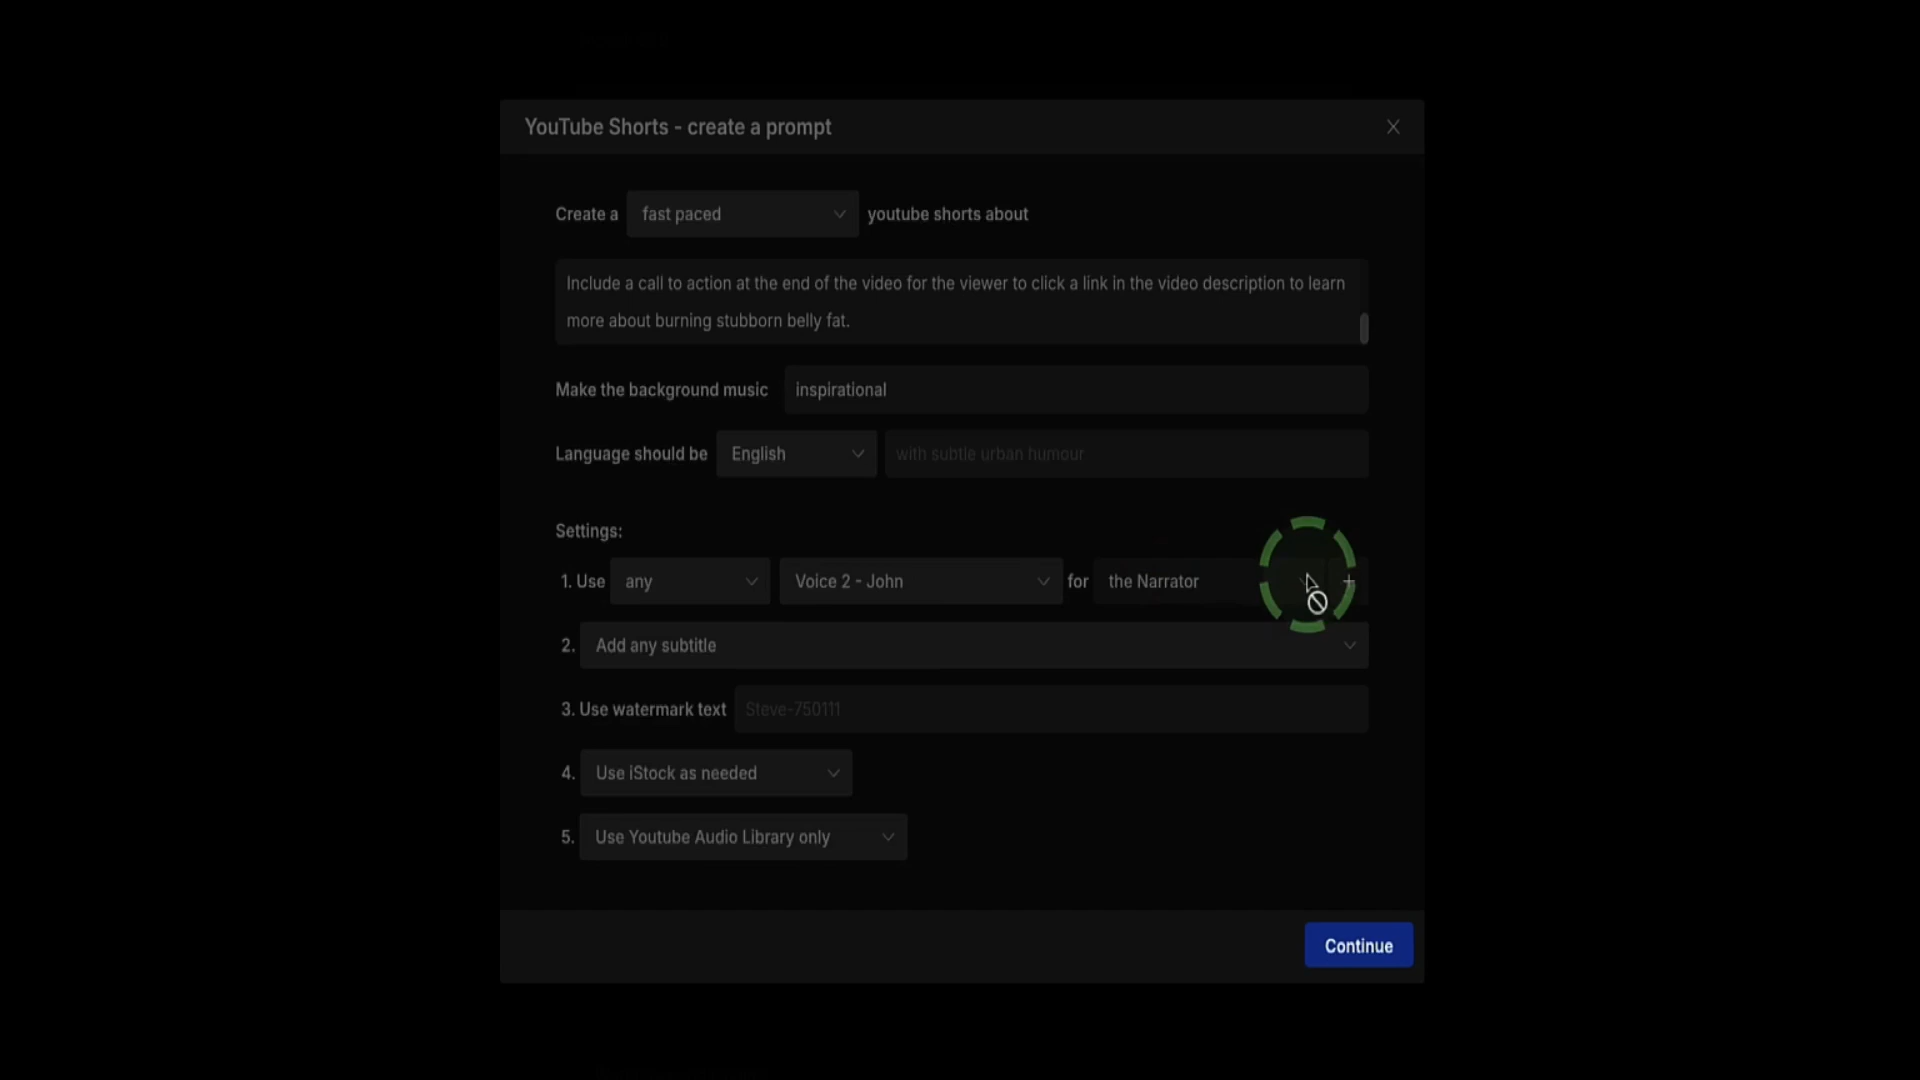 YouTube Shorts - create a prompt
Create a fast paced youtube shorts about
Include a call to action at the end of the video for the viewer to click a link in the video description to learn
more about burning stubborn belly fat.
Make the background music inspirational
Language should be English with subtle urban humour
Settings:
1. Use any Voice 2 - John for the Narrator +
2. Add any subtitle
3. Use watermark text Steve-750111
4. Use iStock as needed
5. Use Youtube Audio Library only
Continue